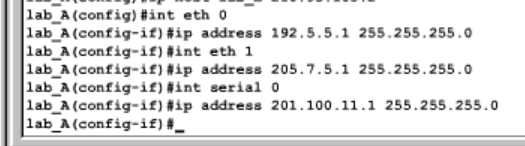 lab_A(config)#int eth 0
lab_A(config-if)#ip address 192.5.5.1 255.255.255.0
lab_A(config-if)#int eth 1
lab_A(config-if)#ip address 205.7.5.1 255.255.255.0
lab_A(config-if)#int serial 0
lab_A(config-if)#ip address 201.100.11.1 255.255.255.0
lab_A(config-if)#_